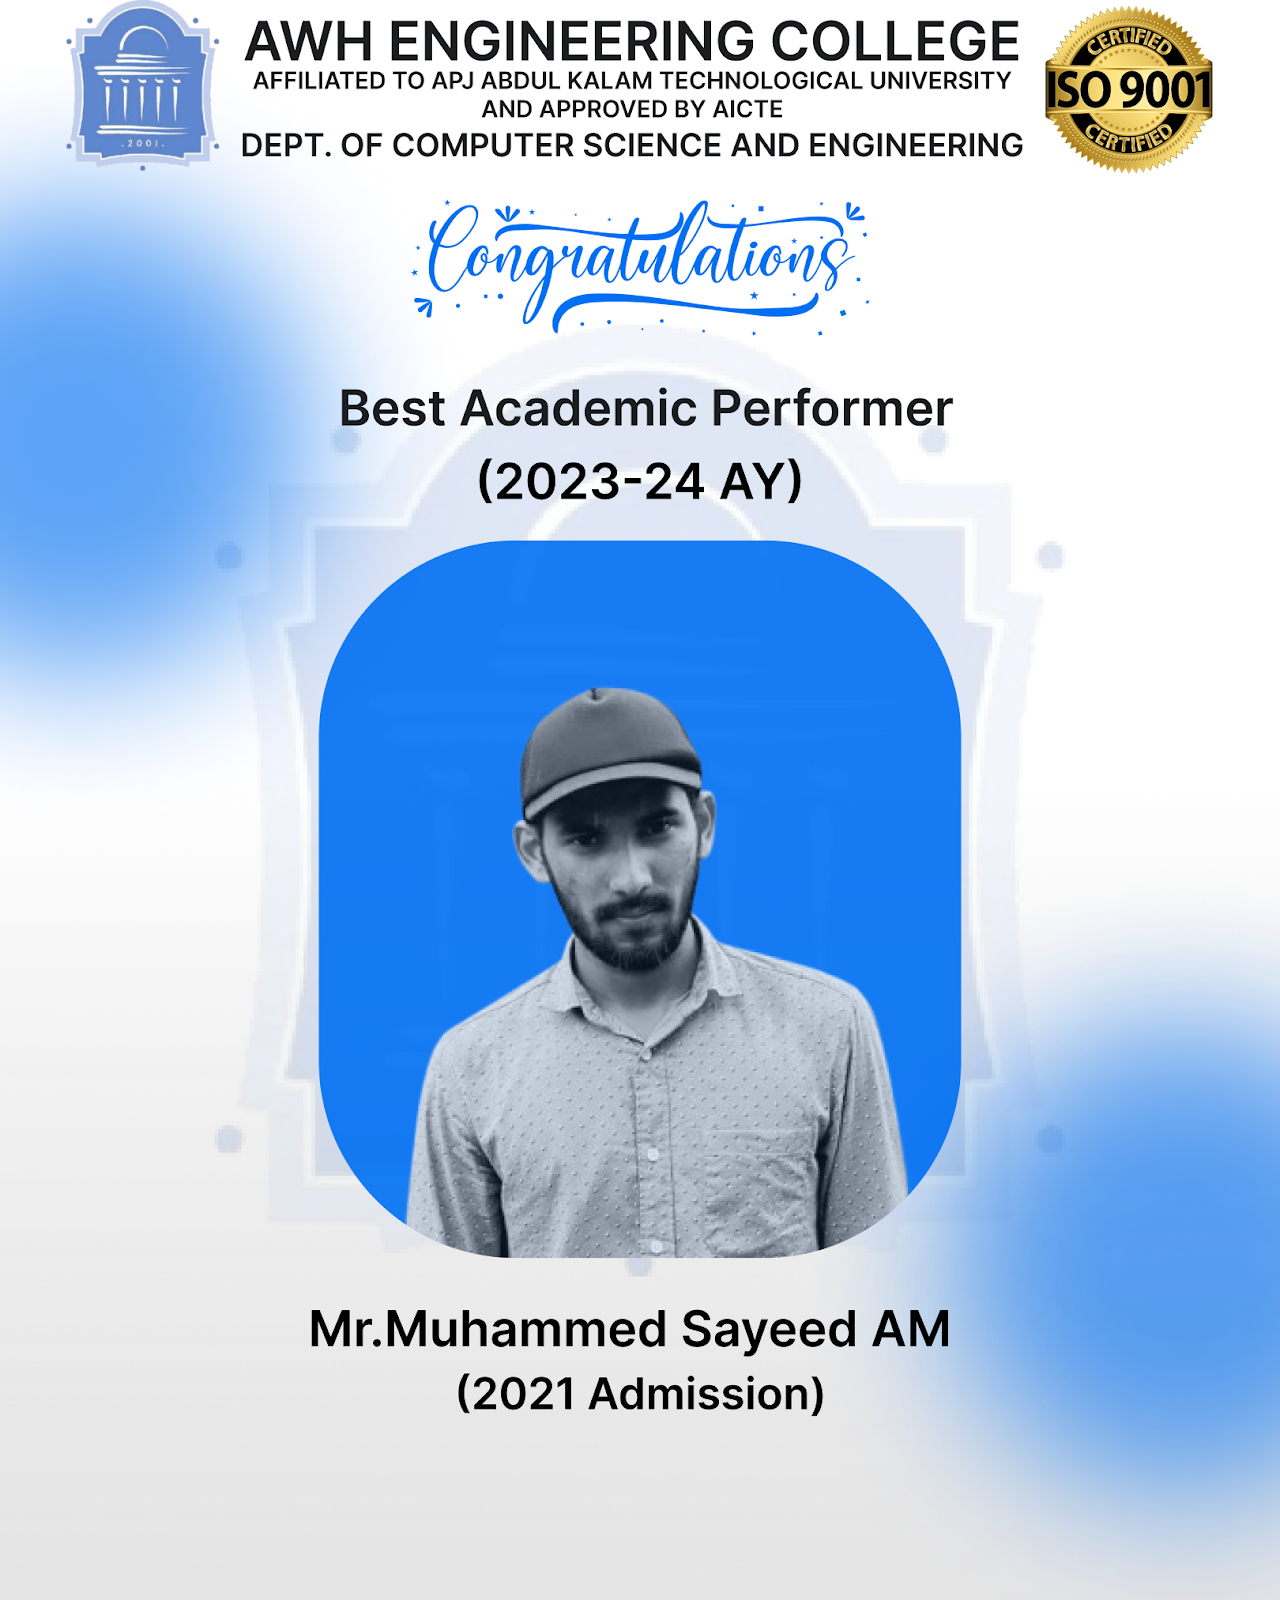 AWH ENGINEERING COLLEGE
AFFILIATED TO APJ ABDUL KALAM TECHNOLOGICAL UNIVERSITY
AND APPROVED BY AICTE
DEPT. OF COMPUTER SCIENCE AND ENGINEERING
.2001.
CERTIFIED
ISO 9001
CERTIFIED
Congratulations
Best Academic Performer
(2023-24 AY)
Mr.Muhammed Sayeed AM
(2021 Admission)